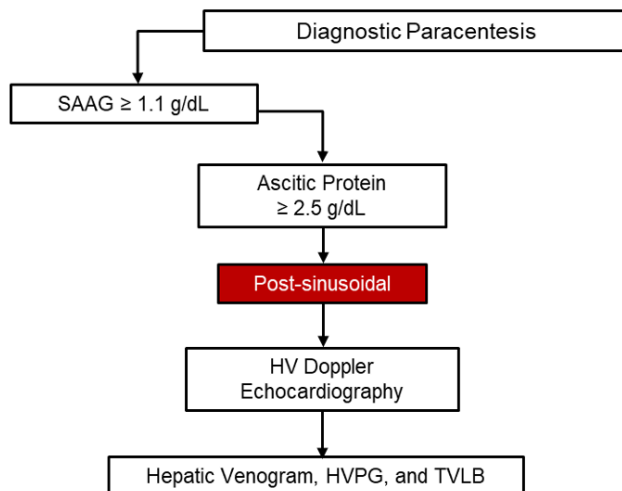 Diagnostic Paracentesis
SAAG ≥ 1.1 g/dL
Ascitic Protein
≥ 2.5 g/dL
Post-sinusoidal
HV Doppler
Echocardiography
Hepatic Venogram, HVPG, and TVLB